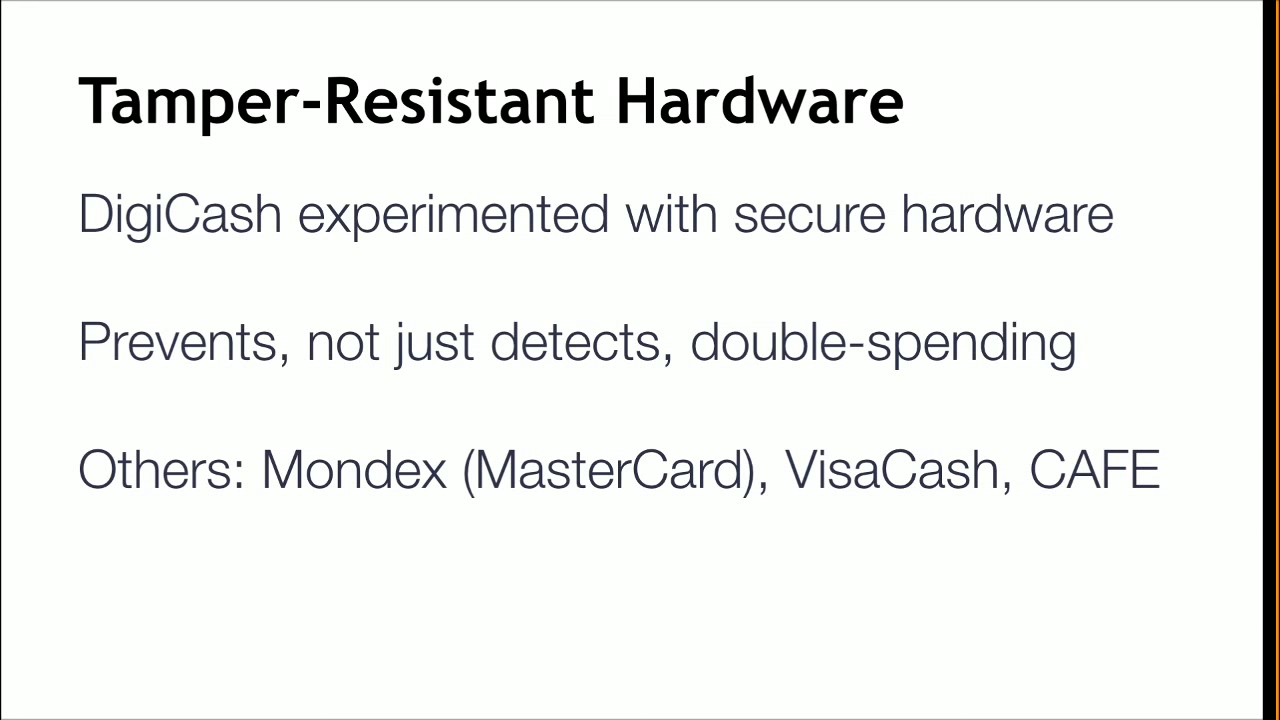 Tamper-Resistant Hardware
DigiCash experimented with secure hardware
Prevents, not just detects, double-spending
Others: Mondex (MasterCard), VisaCash, CAFE